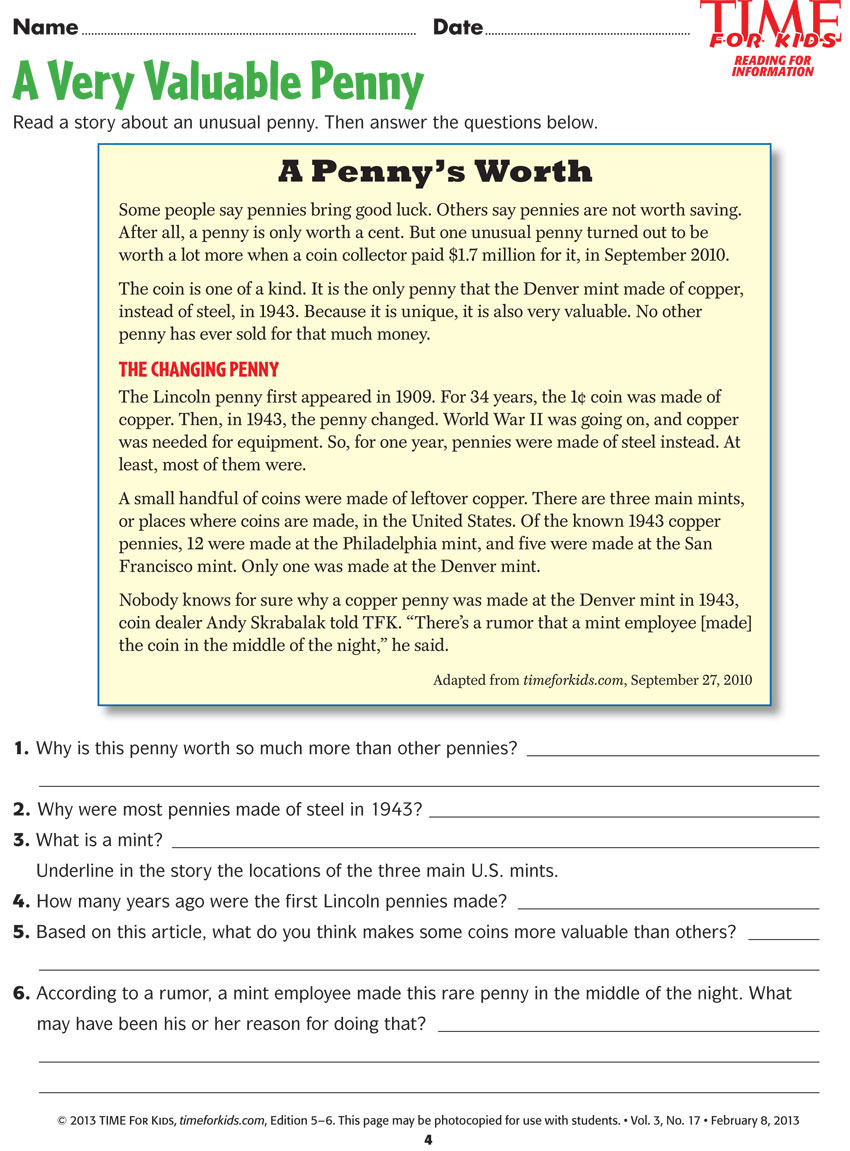 Name Date
TIME
FOR KIDS
READING FOR
INFORMATION
A Very Valuable Penny
Read a story about an unusual penny. Then answer the questions below.
A Penny's Worth
Some people say pennies bring good luck. Others say pennies are not worth saving.
After all, a penny is only worth a cent. But one unusual penny turned out to be
worth a lot more when a coin collector paid $1.7 million for it, in September 2010.
The coin is one of a kind. It is the only penny that the Denver mint made of copper,
instead of steel, in 1943. Because it is unique, it is also very valuable. No other
penny has ever sold for that much money.
THE CHANGING PENNY
The Lincoln penny first appeared in 1909. For 34 years, the 1¢ coin was made of
copper. Then, in 1943, the penny changed. World War II was going on, and copper
was needed for equipment. So, for one year, pennies were made of steel instead. At
least, most of them were.
A small handful of coins were made of leftover copper. There are three main mints,
or places where coins are made, in the United States. Of the known 1943 copper
pennies, 12 were made at the Philadelphia mint, and five were made at the San
Francisco mint. Only one was made at the Denver mint.
Nobody knows for sure why a copper penny was made at the Denver mint in 1943,
coin dealer Andy Skrabalak told TFK. “There’s a rumor that a mint employee [made]
the coin in the middle of the night,” he said.
Adapted from timeforkids.com, September 27, 2010
1. Why is this penny worth so much more than other pennies?
2. Why were most pennies made of steel in 1943?
3. What is a mint?
Underline in the story the locations of the three main U.S. mints.
4. How many years ago were the first Lincoln pennies made?
5. Based on this article, what do you think makes some coins more valuable than others?
6. According to a rumor, a mint employee made this rare penny in the middle of the night. What
may have been his or her reason for doing that?
© 2013 TIME For Kids, timeforkids.com, Edition 5–6. This page may be photocopied for use with students. • Vol. 3, No. 17 • February 8, 2013
4